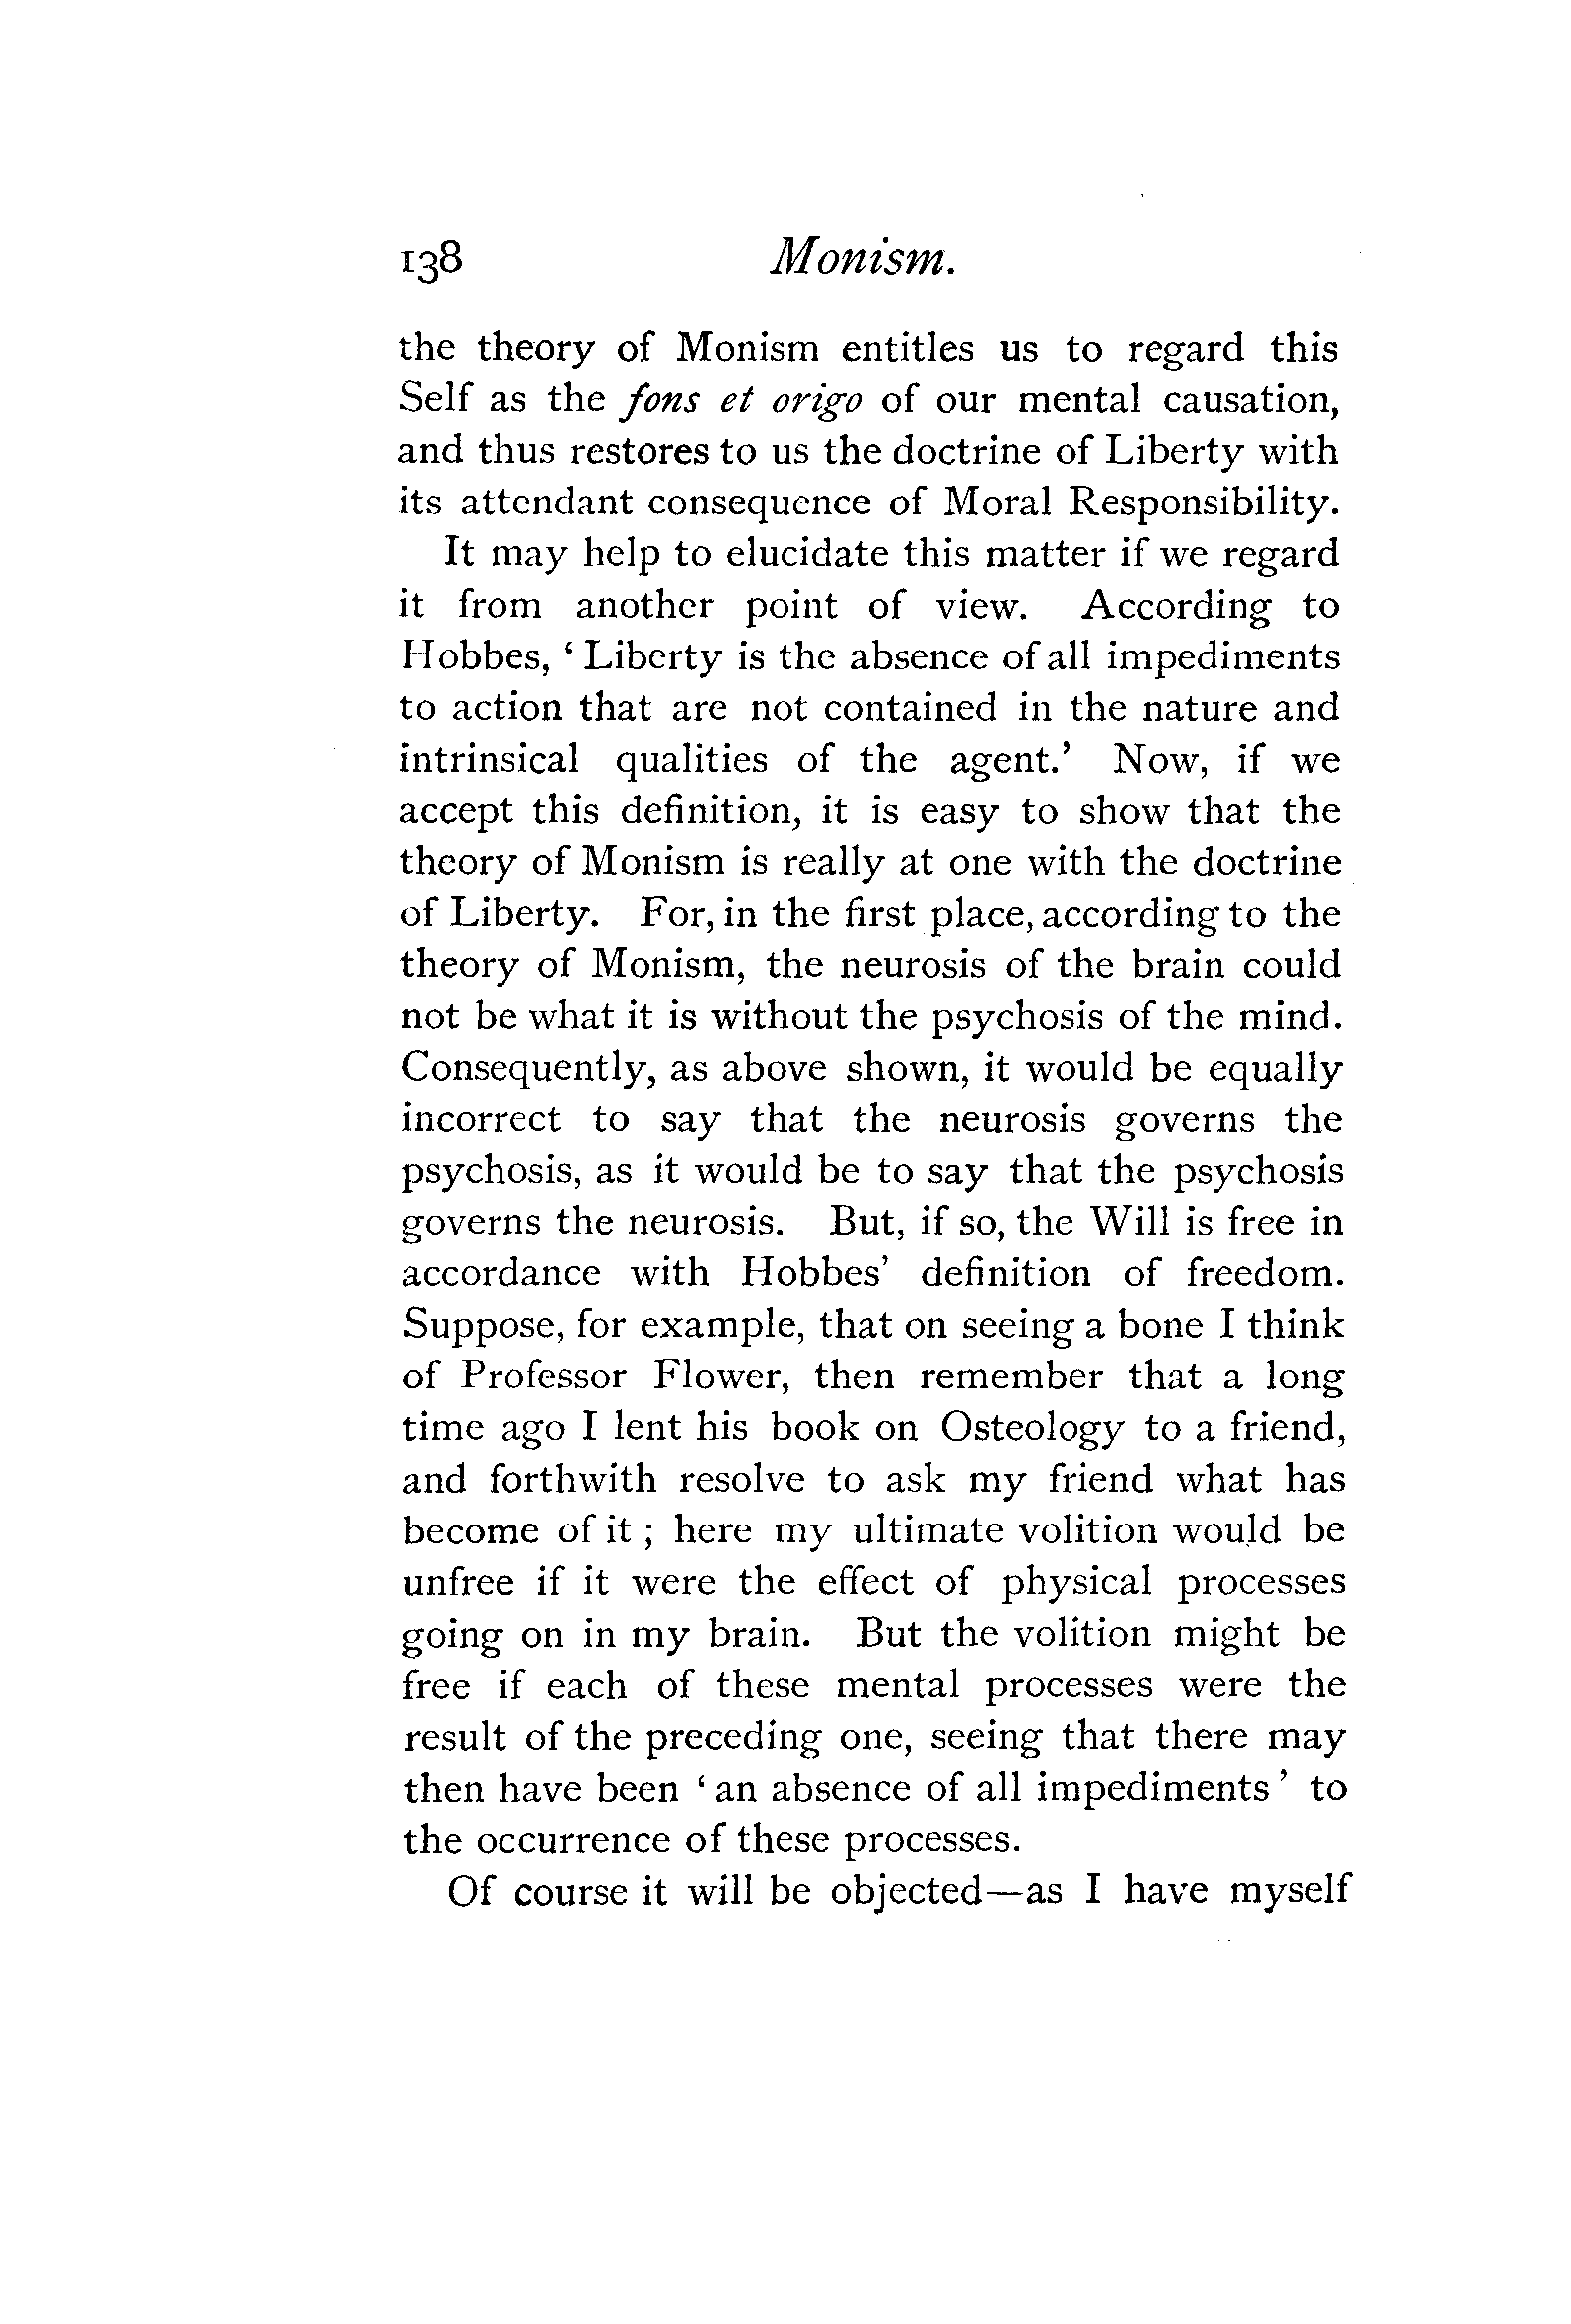 138 Monism.
the theory of Monism entitles us to regard this
Self as the fons et origo of our mental causation,
and thus restores to us the doctrine of Liberty with
its attendant consequence of Moral Responsibility.
It may help to elucidate this matter if we regard
it from another point of view. According to
Hobbes, ‘Liberty is the absence of all impediments
to action that are not contained in the nature and
intrinsical qualities of the agent.’ Now, if we
accept this definition, it is easy to show that the
theory of Monism is really at one with the doctrine
of Liberty. For, in the first place, according to the
theory of Monism, the neurosis of the brain could
not be what it is without the psychosis of the mind.
Consequently, as above shown, it would be equally
incorrect to say that the neurosis governs the
psychosis, as it would be to say that the psychosis
governs the neurosis. But, if so, the Will is free in
accordance with Hobbes’ definition of freedom.
Suppose, for example, that on seeing a bone I think
of Professor Flower, then remember that a long
time ago I lent his book on Osteology to a friend,
and forthwith resolve to ask my friend what has
become of it; here my ultimate volition would be
unfree if it were the effect of physical processes
going on in my brain. But the volition might be
free if each of these mental processes were the
result of the preceding one, seeing that there may
then have been ‘an absence of all impediments’ to
the occurrence of these processes.
Of course it will be objected—as I have myself